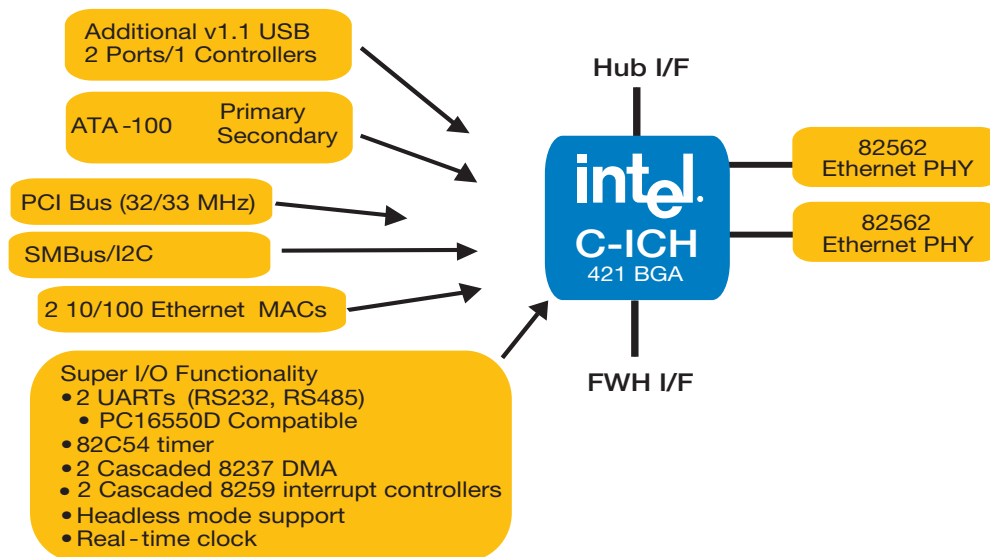 Additional v1.1 USB
2 Ports/1 Controllers
ATA-100 Primary
Secondary
PCI Bus (32/33 MHz)
SMBus/I2C
2 10/100 Ethernet MACs
Super I/O Functionality
• 2 UARTs (RS232, RS485)
• PC16550D Compatible
• 82C54 timer
• 2 Cascaded 8237 DMA
• 2 Cascaded 8259 interrupt controllers
• Headless mode support
• Real-time clock
Hub I/F
intel.
C-ICH
421 BGA
FWH I/F
82562
Ethernet PHY
82562
Ethernet PHY